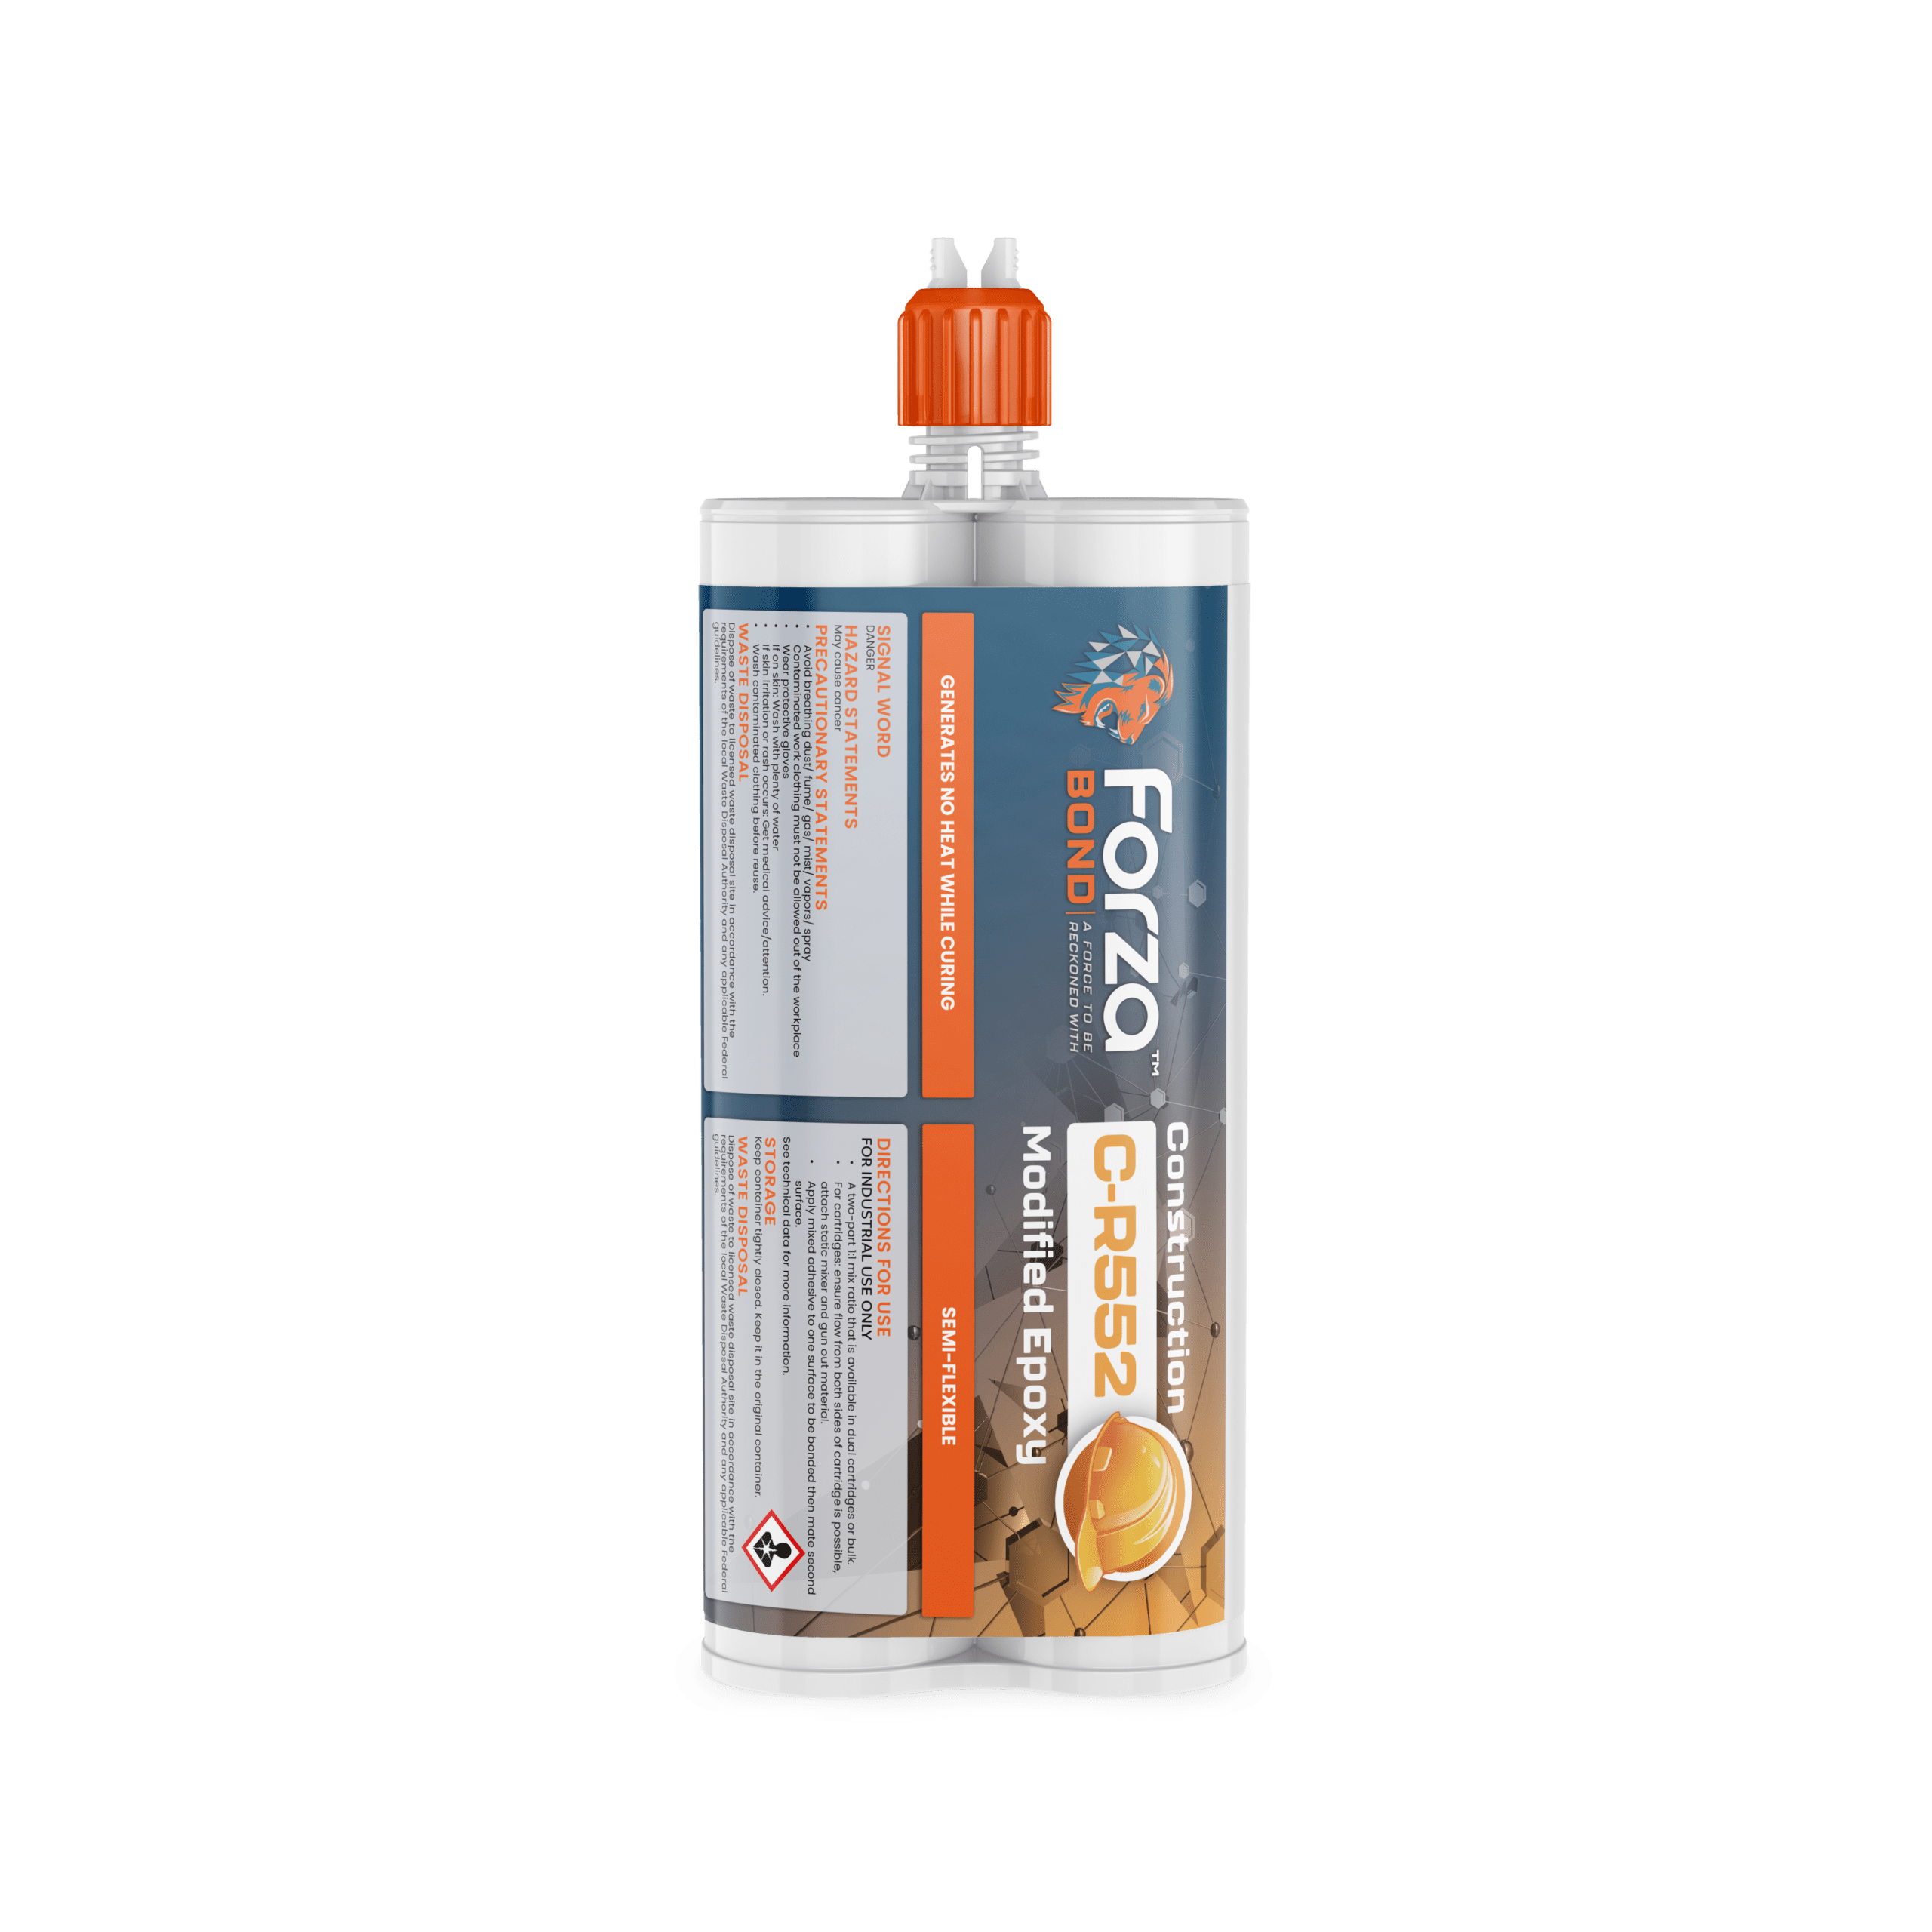 Forza™
BOND
A FORCE TO BE
RECKONED WITH
Construction
C-R552
Modified Epoxy
GENERATES NO HEAT WHILE CURING
SEMI-FLEXIBLE
SIGNAL WORD
DANGER
HAZARD STATEMENTS
May cause cancer
PRECAUTIONARY STATEMENTS
• Avoid breathing dust/ fume/ gas/ mist/ vapors/ spray
• Contaminated work clothing must not be allowed out of the workplace
• Wear protective gloves
• If on skin: Wash with plenty of water
• If skin irritation or rash occurs: Get medical advice/attention.
• Wash contaminated clothing before reuse.
WASTE DISPOSAL
Dispose of waste to licensed waste disposal site in accordance with the
requirements of the local Waste Disposal Authority and any applicable Federal
guidelines.
DIRECTIONS FOR USE
FOR INDUSTRIAL USE ONLY
• A two-part 1:1 mix ratio that is available in dual cartridges or bulk.
• For cartridges: ensure flow from both sides of cartridge is possible,
attach static mixer and gun out material.
• Apply mixed adhesive to one surface to be bonded then mate second
surface.
See technical data for more information.
STORAGE
Keep container tightly closed. Keep it in the original container.
WASTE DISPOSAL
Dispose of waste to licensed waste disposal site in accordance with the
requirements of the local Waste Disposal Authority and any applicable Federal
guidelines.